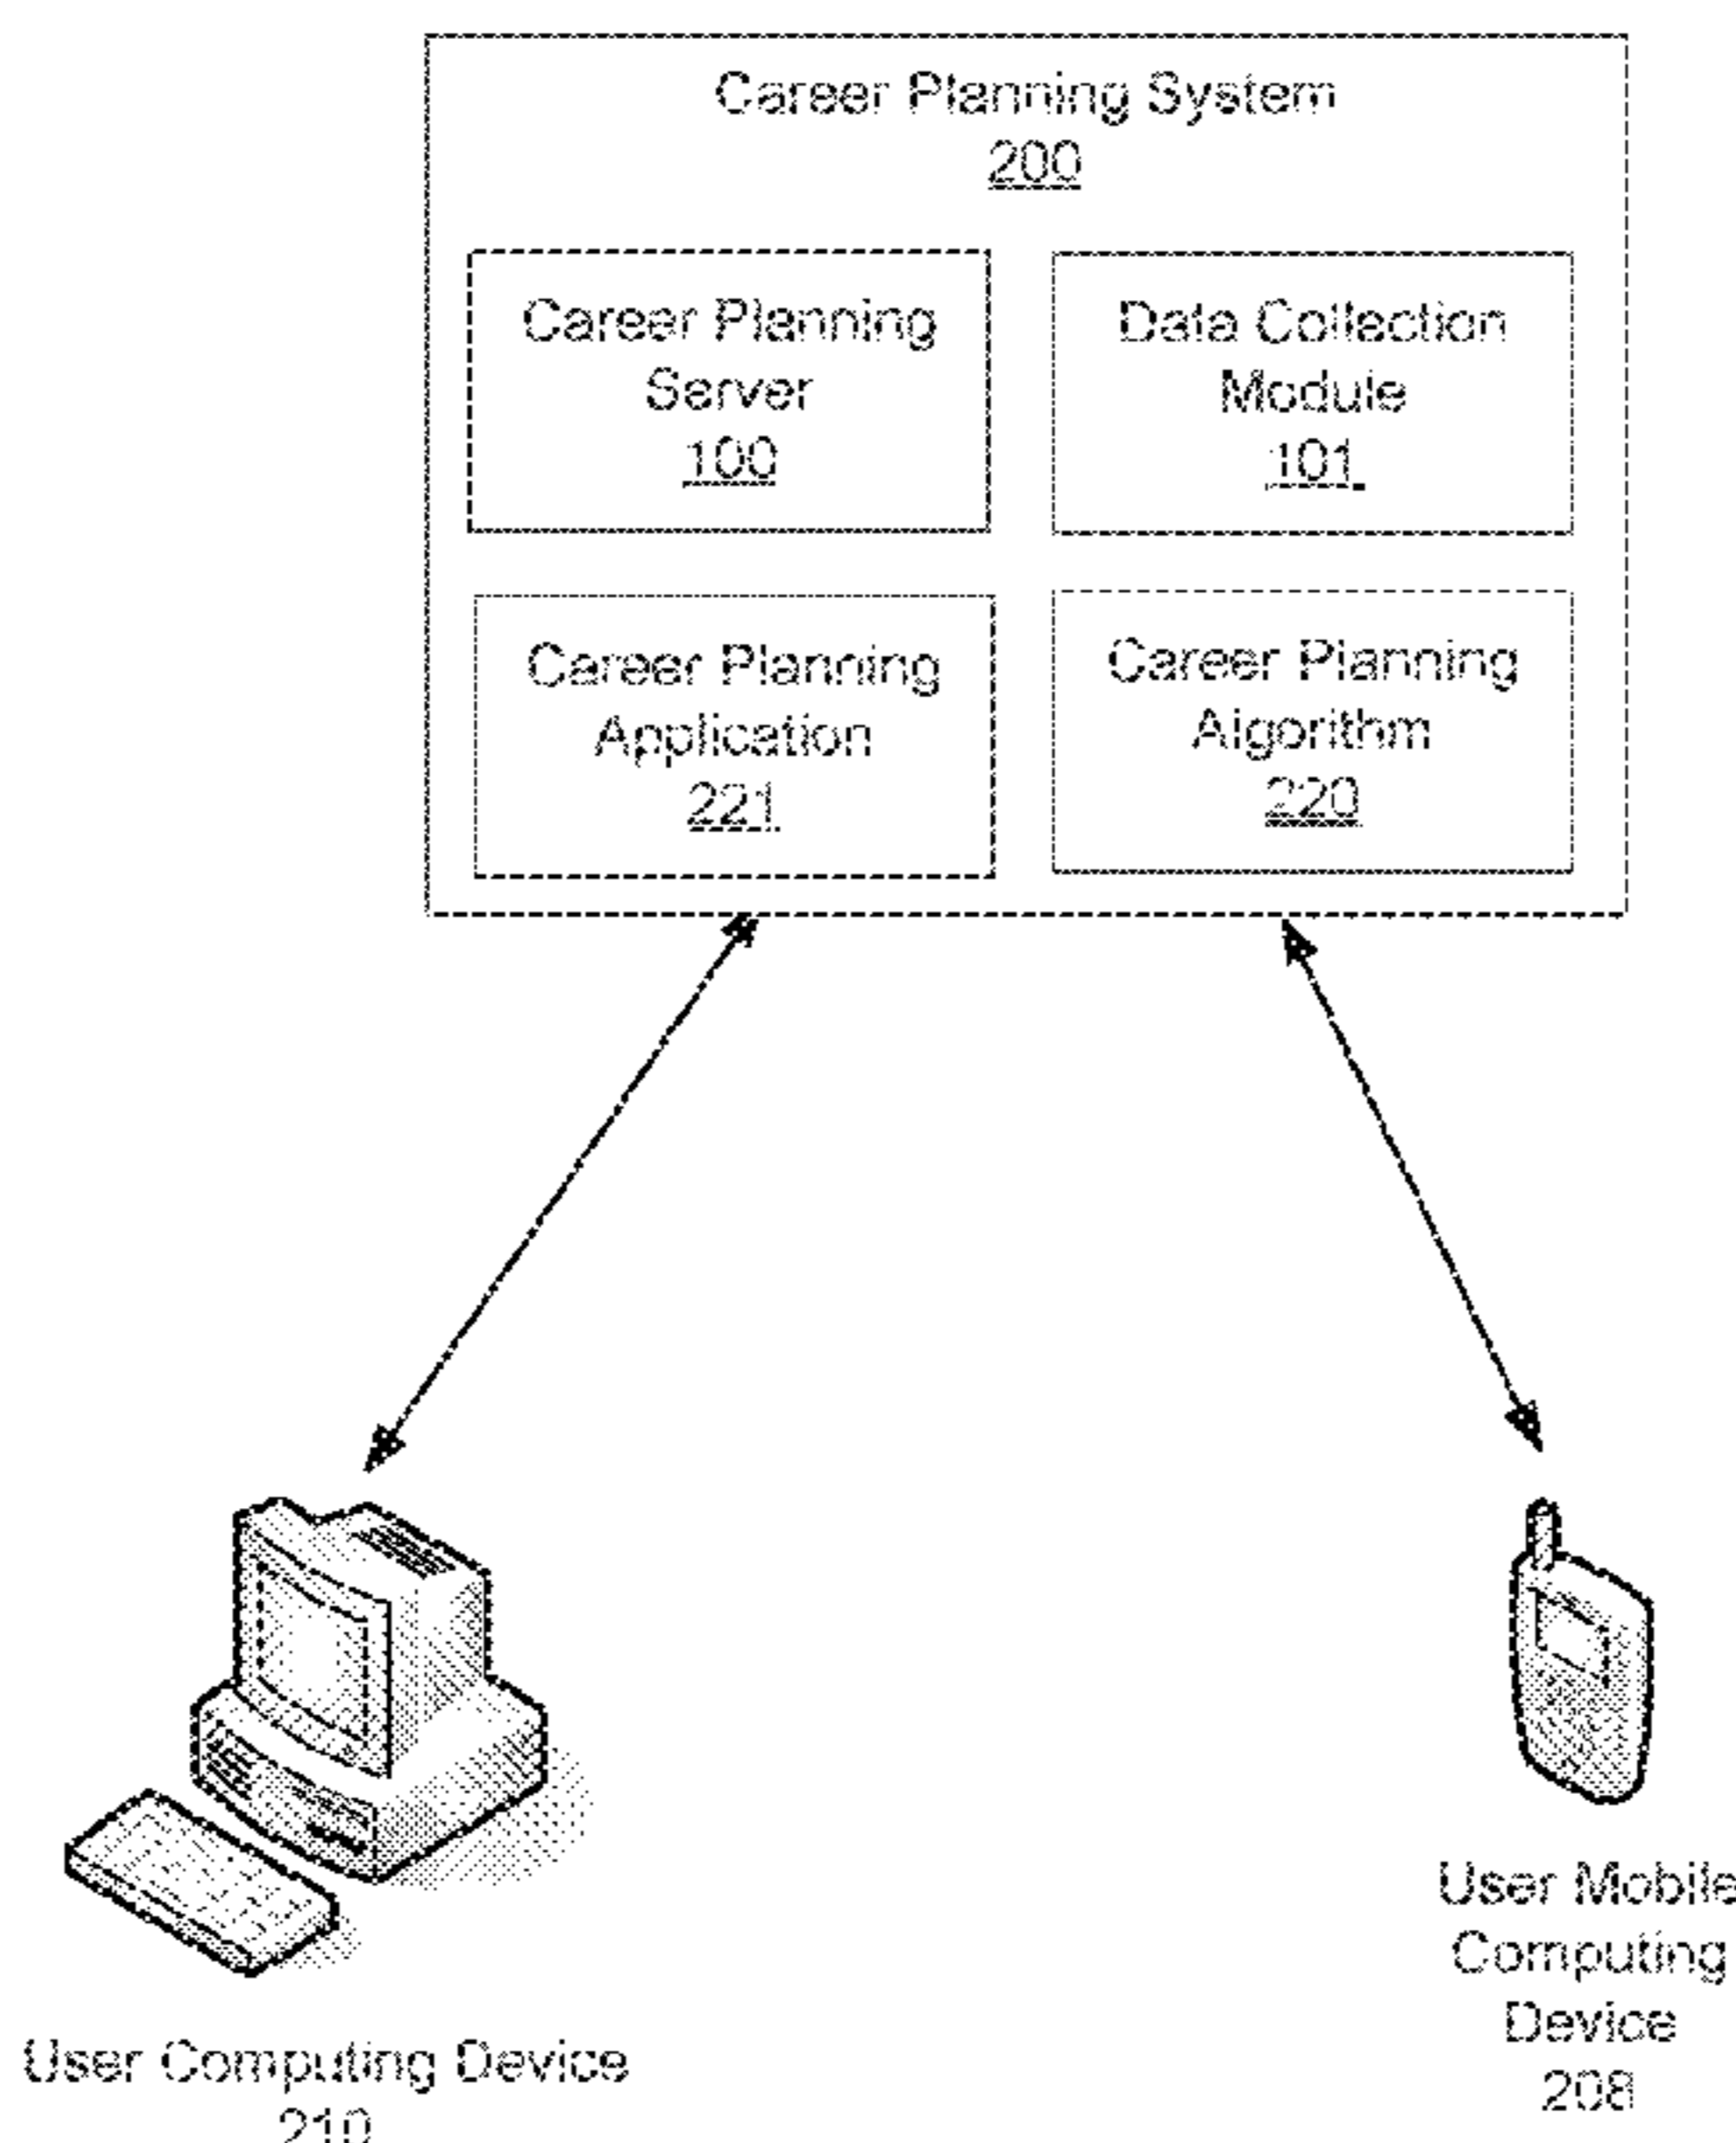 Career Planning System
200
Career Planning
Server
100
Data Collection
Module
101
Career Planning
Application
221
Career Planning
Algorithm
220
User Mobile
Computing
Device
208
User Computing Device
210